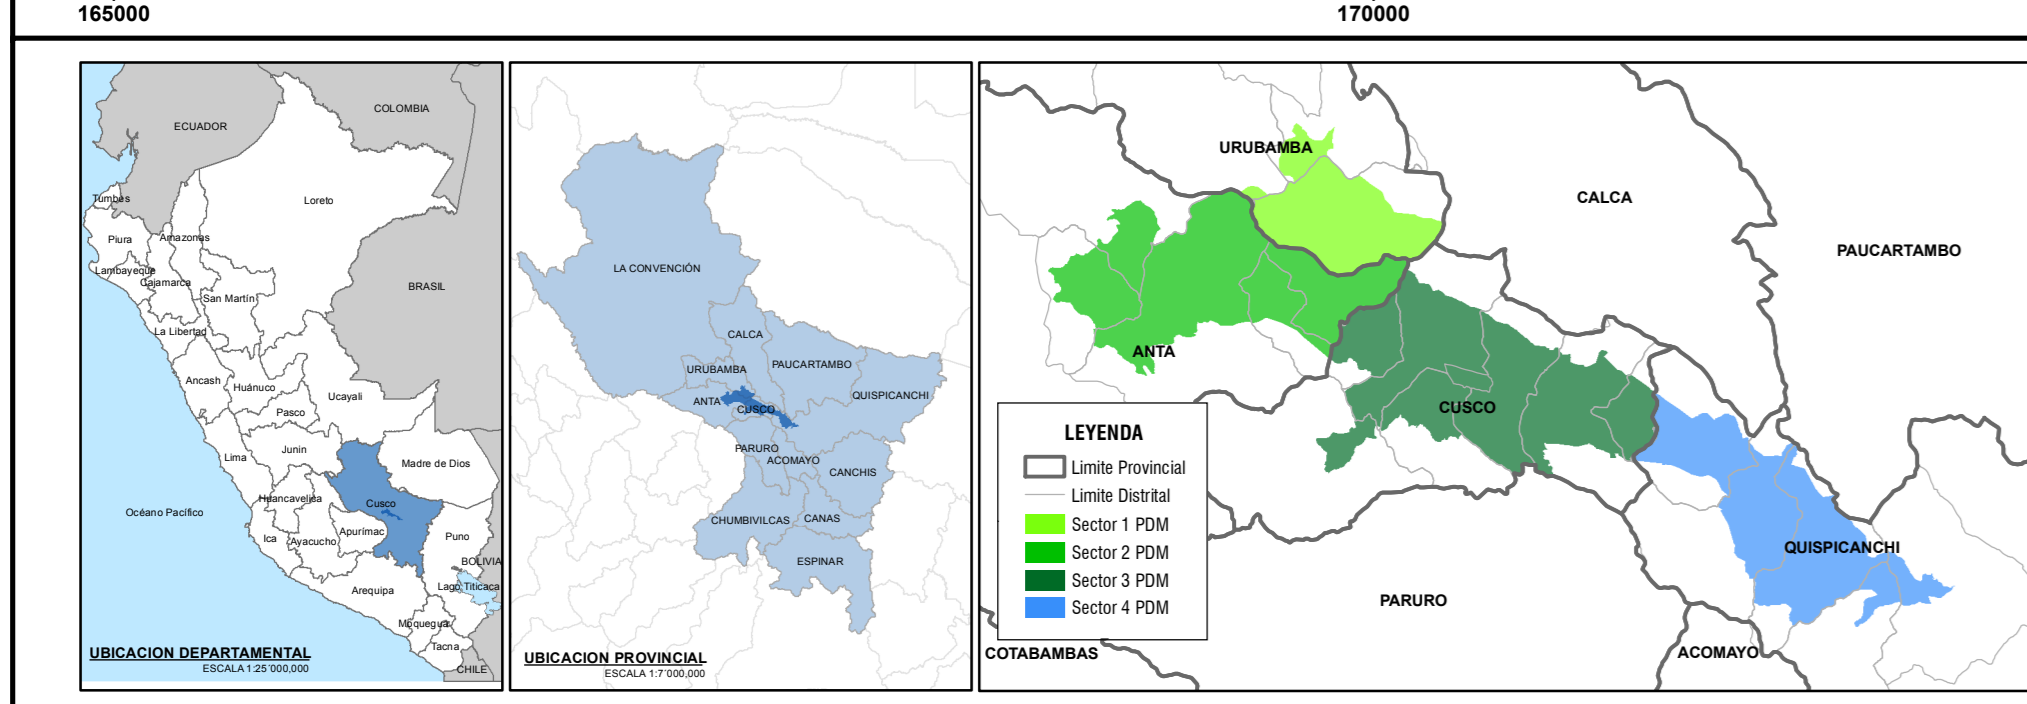 165000
170000
COLOMBIA
ECUADOR
Tumbes
Loreto
Piura
Amazonas
Lambayeque
Cajamarca
San Martín
BRASIL
La Libertad
Ancash
Huánuco
Ucayali
Pasco
Junin
Lima
Madre de Dios
Huancavelica
Cusco
Océano Pacífico
Apurímac
Ica
Ayacucho
Puno
BOLIVIA
Lago Titicaca
Arequipa
Moquegua
Tacna
CHILE
UBICACION DEPARTAMENTAL
ESCALA 1:25´000,000
LA CONVENCIÓN
CALCA
PAUCARTAMBO
URUBAMBA
QUISPICANCHI
ANTA
CUSCO
PARURO
ACOMAYO
CANCHIS
CHUMBIVILCAS
CANAS
ESPINAR
UBICACION PROVINCIAL
ESCALA 1:7´000,000
URUBAMBA
CALCA
PAUCARTAMBO
ANTA
CUSCO
QUISPICANCHI
PARURO
ACOMAYO
COTABAMBAS
LEYENDA
Limite Provincial
Limite Distrital
Sector 1 PDM
Sector 2 PDM
Sector 3 PDM
Sector 4 PDM